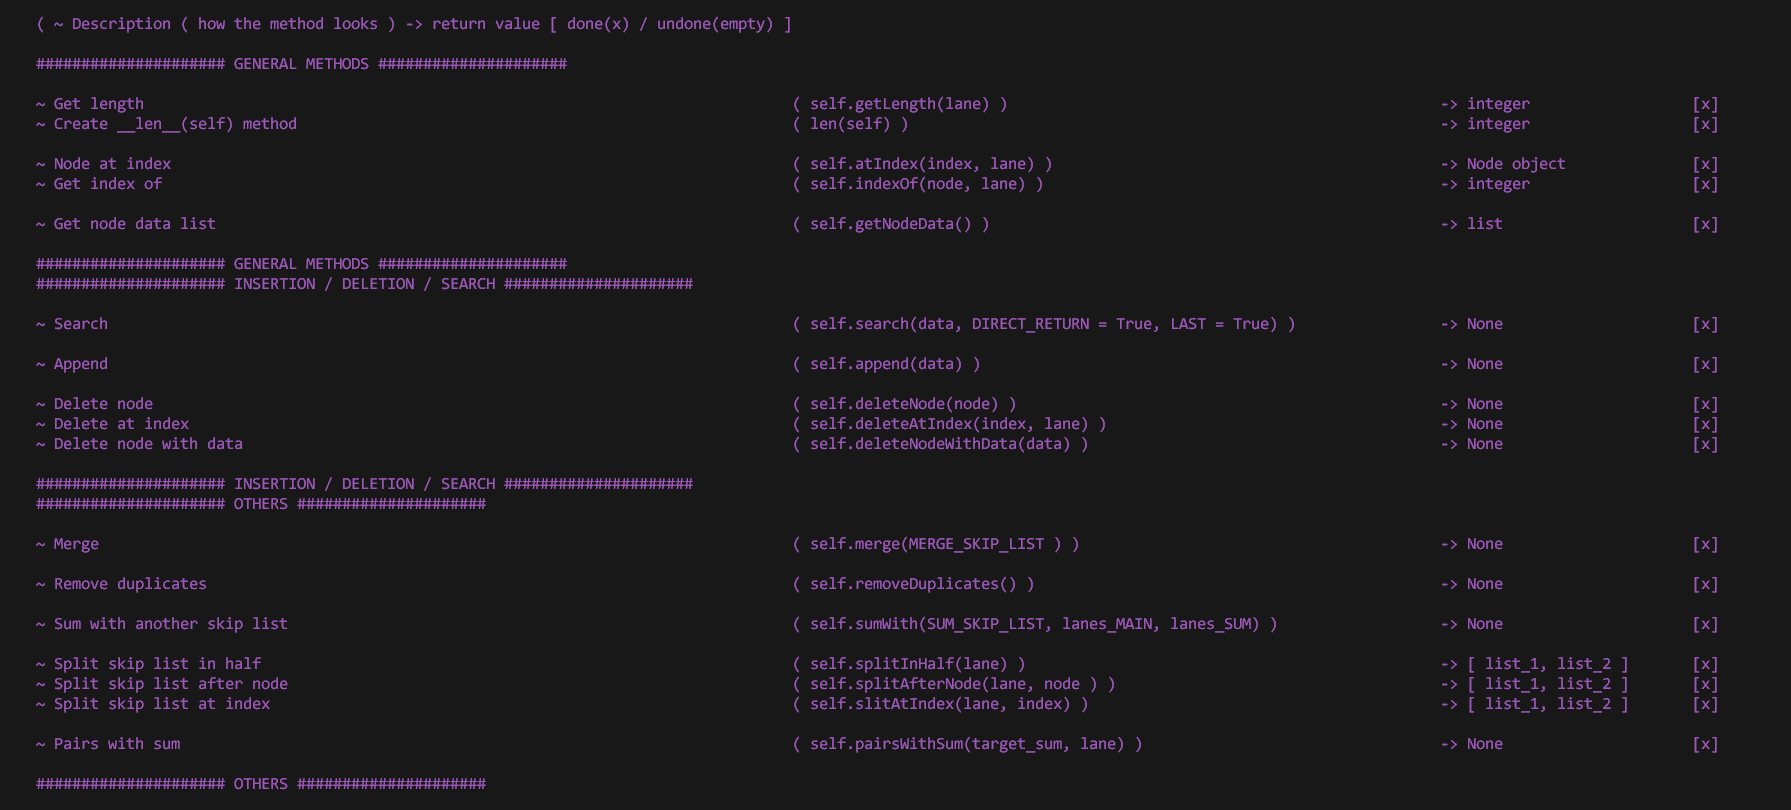 ( ~ Description ( how the method looks ) -> return value [ done(x) / undone(empty) ]
##################### GENERAL METHODS #####################
~ Get length ( self.getLength(lane) ) -> integer [x]
~ Create __len__(self) method ( len(self) ) -> integer [x]
~ Node at index ( self.atIndex(index, lane) ) -> Node object [x]
~ Get index of ( self.indexOf(node, lane) ) -> integer [x]
~ Get node data list ( self.getNodeData() ) -> list [x]
##################### GENERAL METHODS #####################
##################### INSERTION / DELETION / SEARCH #####################
~ Search ( self.search(data, DIRECT_RETURN = True, LAST = True) ) -> None [x]
~ Append ( self.append(data) ) -> None [x]
~ Delete node ( self.deleteNode(node) ) -> None [x]
~ Delete at index ( self.deleteAtIndex(index, lane) ) -> None [x]
~ Delete node with data ( self.deleteNodeWithData(data) ) -> None [x]
##################### INSERTION / DELETION / SEARCH #####################
##################### OTHERS #####################
~ Merge ( self.merge(MERGE_SKIP_LIST ) ) -> None [x]
~ Remove duplicates ( self.removeDuplicates() ) -> None [x]
~ Sum with another skip list ( self.sumWith(SUM_SKIP_LIST, lanes_MAIN, lanes_SUM) ) -> None [x]
~ Split skip list in half ( self.splitInHalf(lane) ) -> [ list_1, list_2 ] [x]
~ Split skip list after node ( self.splitAfterNode(lane, node ) ) -> [ list_1, list_2 ] [x]
~ Split skip list at index ( self.slitAtIndex(lane, index) ) -> [ list_1, list_2 ] [x]
~ Pairs with sum ( self.pairsWithSum(target_sum, lane) ) -> None [x]
##################### OTHERS #####################